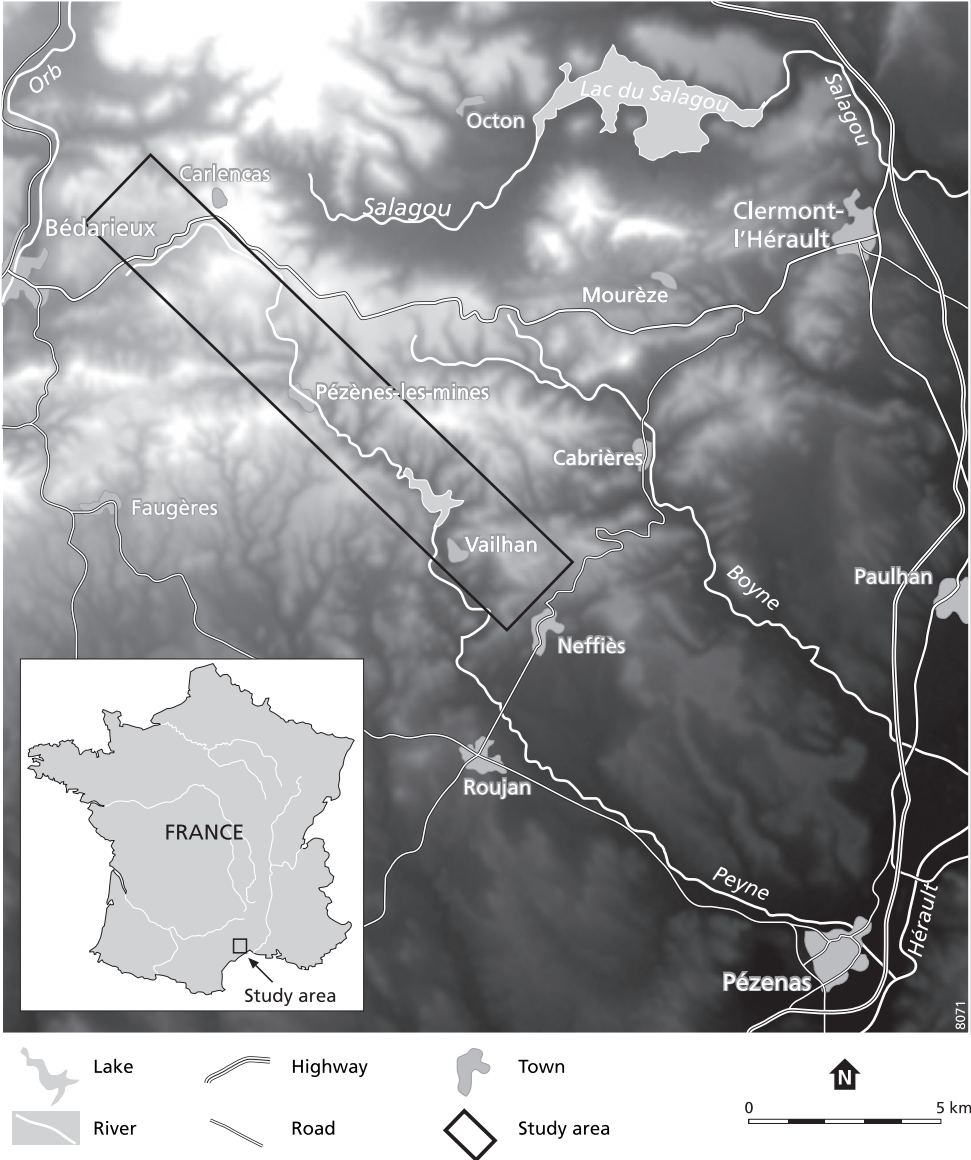 Orb
Lac du Salagou
Octon
Salagou
Carlencas
Salagou
Clermont-
l'Hérault
Bédarieux
Mourèze
Pézènes-les-mines
Cabrières
Faugères
Vailhan
Boyne
Paulhan
Neffiès
Roujan
FRANCE
Peyne
Hérault
Pézenas
Study area
8071
Lake
Highway
Town
N
River
Road
Study area
0
5 km